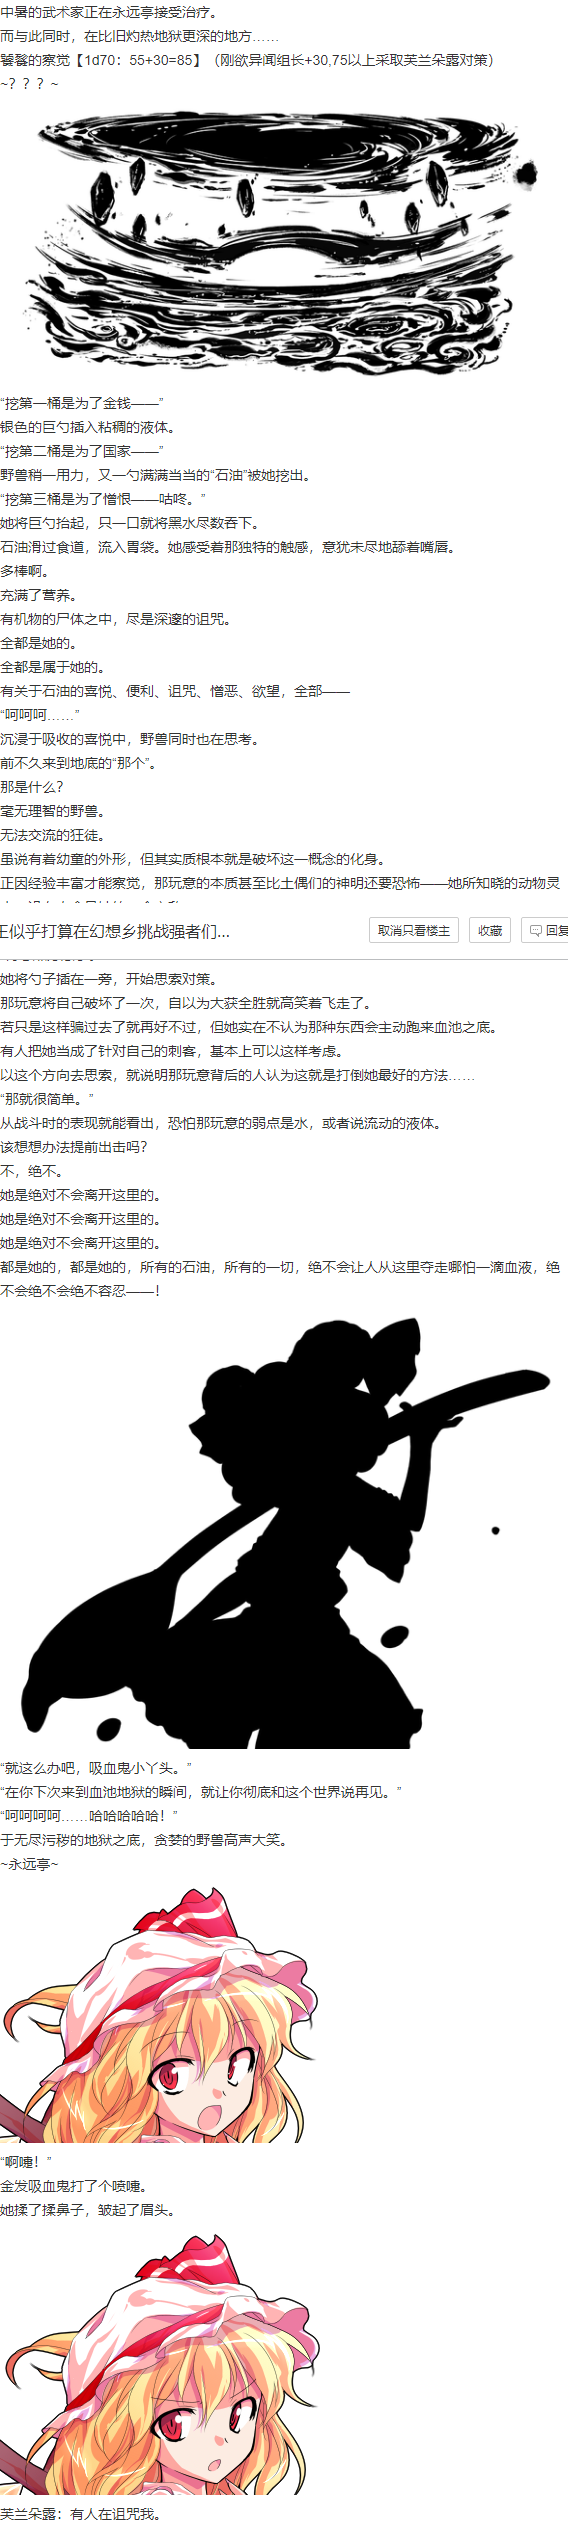 中暑的武术家正在永远亭接受治疗。
而与此同时，在比旧灼热地狱更深的地方……
饕餮的察觉【1d70：55+30=85】（刚欲异闻组长+30,75以上采取芙兰朵露对策）
~？？？~
“挖第一桶是为了金钱——”
银色的巨勺插入粘稠的液体。
“挖第二桶是为了国家——”
野兽稍一用力，又一勺满满当当的“石油”被她挖出。
“挖第三桶是为了憎恨——咕咚。”
她将巨勺抬起，只一口就将黑水尽数吞下。
石油滑过食道，流入胃袋。她感受着那独特的触感，意犹未尽地舔着嘴唇。
多棒啊。
充满了营养。
有机物的尸体之中，尽是深邃的诅咒。
全都是她的。
全都是属于她的。
有关于石油的喜悦、便利、诅咒、憎恶、欲望，全部——
“呵呵呵……”
沉浸于吸收的喜悦中，野兽同时也在思考。
前不久来到地底的“那个”。
那是什么？
毫无理智的野兽。
无法交流的狂徒。
虽说有着幼童的外形，但其实质根本就是破坏这一概念的化身。
正因经验丰富才能察觉，那玩意的本质甚至比土偶们的神明还要恐怖——她所知晓的动物灵
王似乎打算在幻想乡挑战强者们...
取消只看楼主
收藏
回复
她将勺子插在一旁，开始思索对策。
那玩意将自己破坏了一次，自以为大获全胜就高笑着飞走了。
若只是这样骗过去了就再好不过，但她实在不认为那种东西会主动跑来血池之底。
有人把她当成了针对自己的刺客，基本上可以这样考虑。
以这个方向去思索，就说明那玩意背后的人认为这就是打倒她最好的方法……
“那就很简单。”
从战斗时的表现就能看出，恐怕那玩意的弱点是水，或者说流动的液体。
该想想办法提前出击吗？
不，绝不。
她是绝对不会离开这里的。
她是绝对不会离开这里的。
她是绝对不会离开这里的。
都是她的，都是她的，所有的石油，所有的一切，绝不会让人从这里夺走哪怕一滴血液，绝
不会绝不会绝不容忍——！
“就这么办吧，吸血鬼小丫头。”
“在你下次来到血池地狱的瞬间，就让你彻底和这个世界说再见。”
“呵呵呵呵……哈哈哈哈哈！”
于无尽污秽的地狱之底，贪婪的野兽高声大笑。
~永远亭~
“啊嚏！”
金发吸血鬼打了个喷嚏。
她揉了揉鼻子，皱起了眉头。
芙兰朵露：有人在诅咒我。